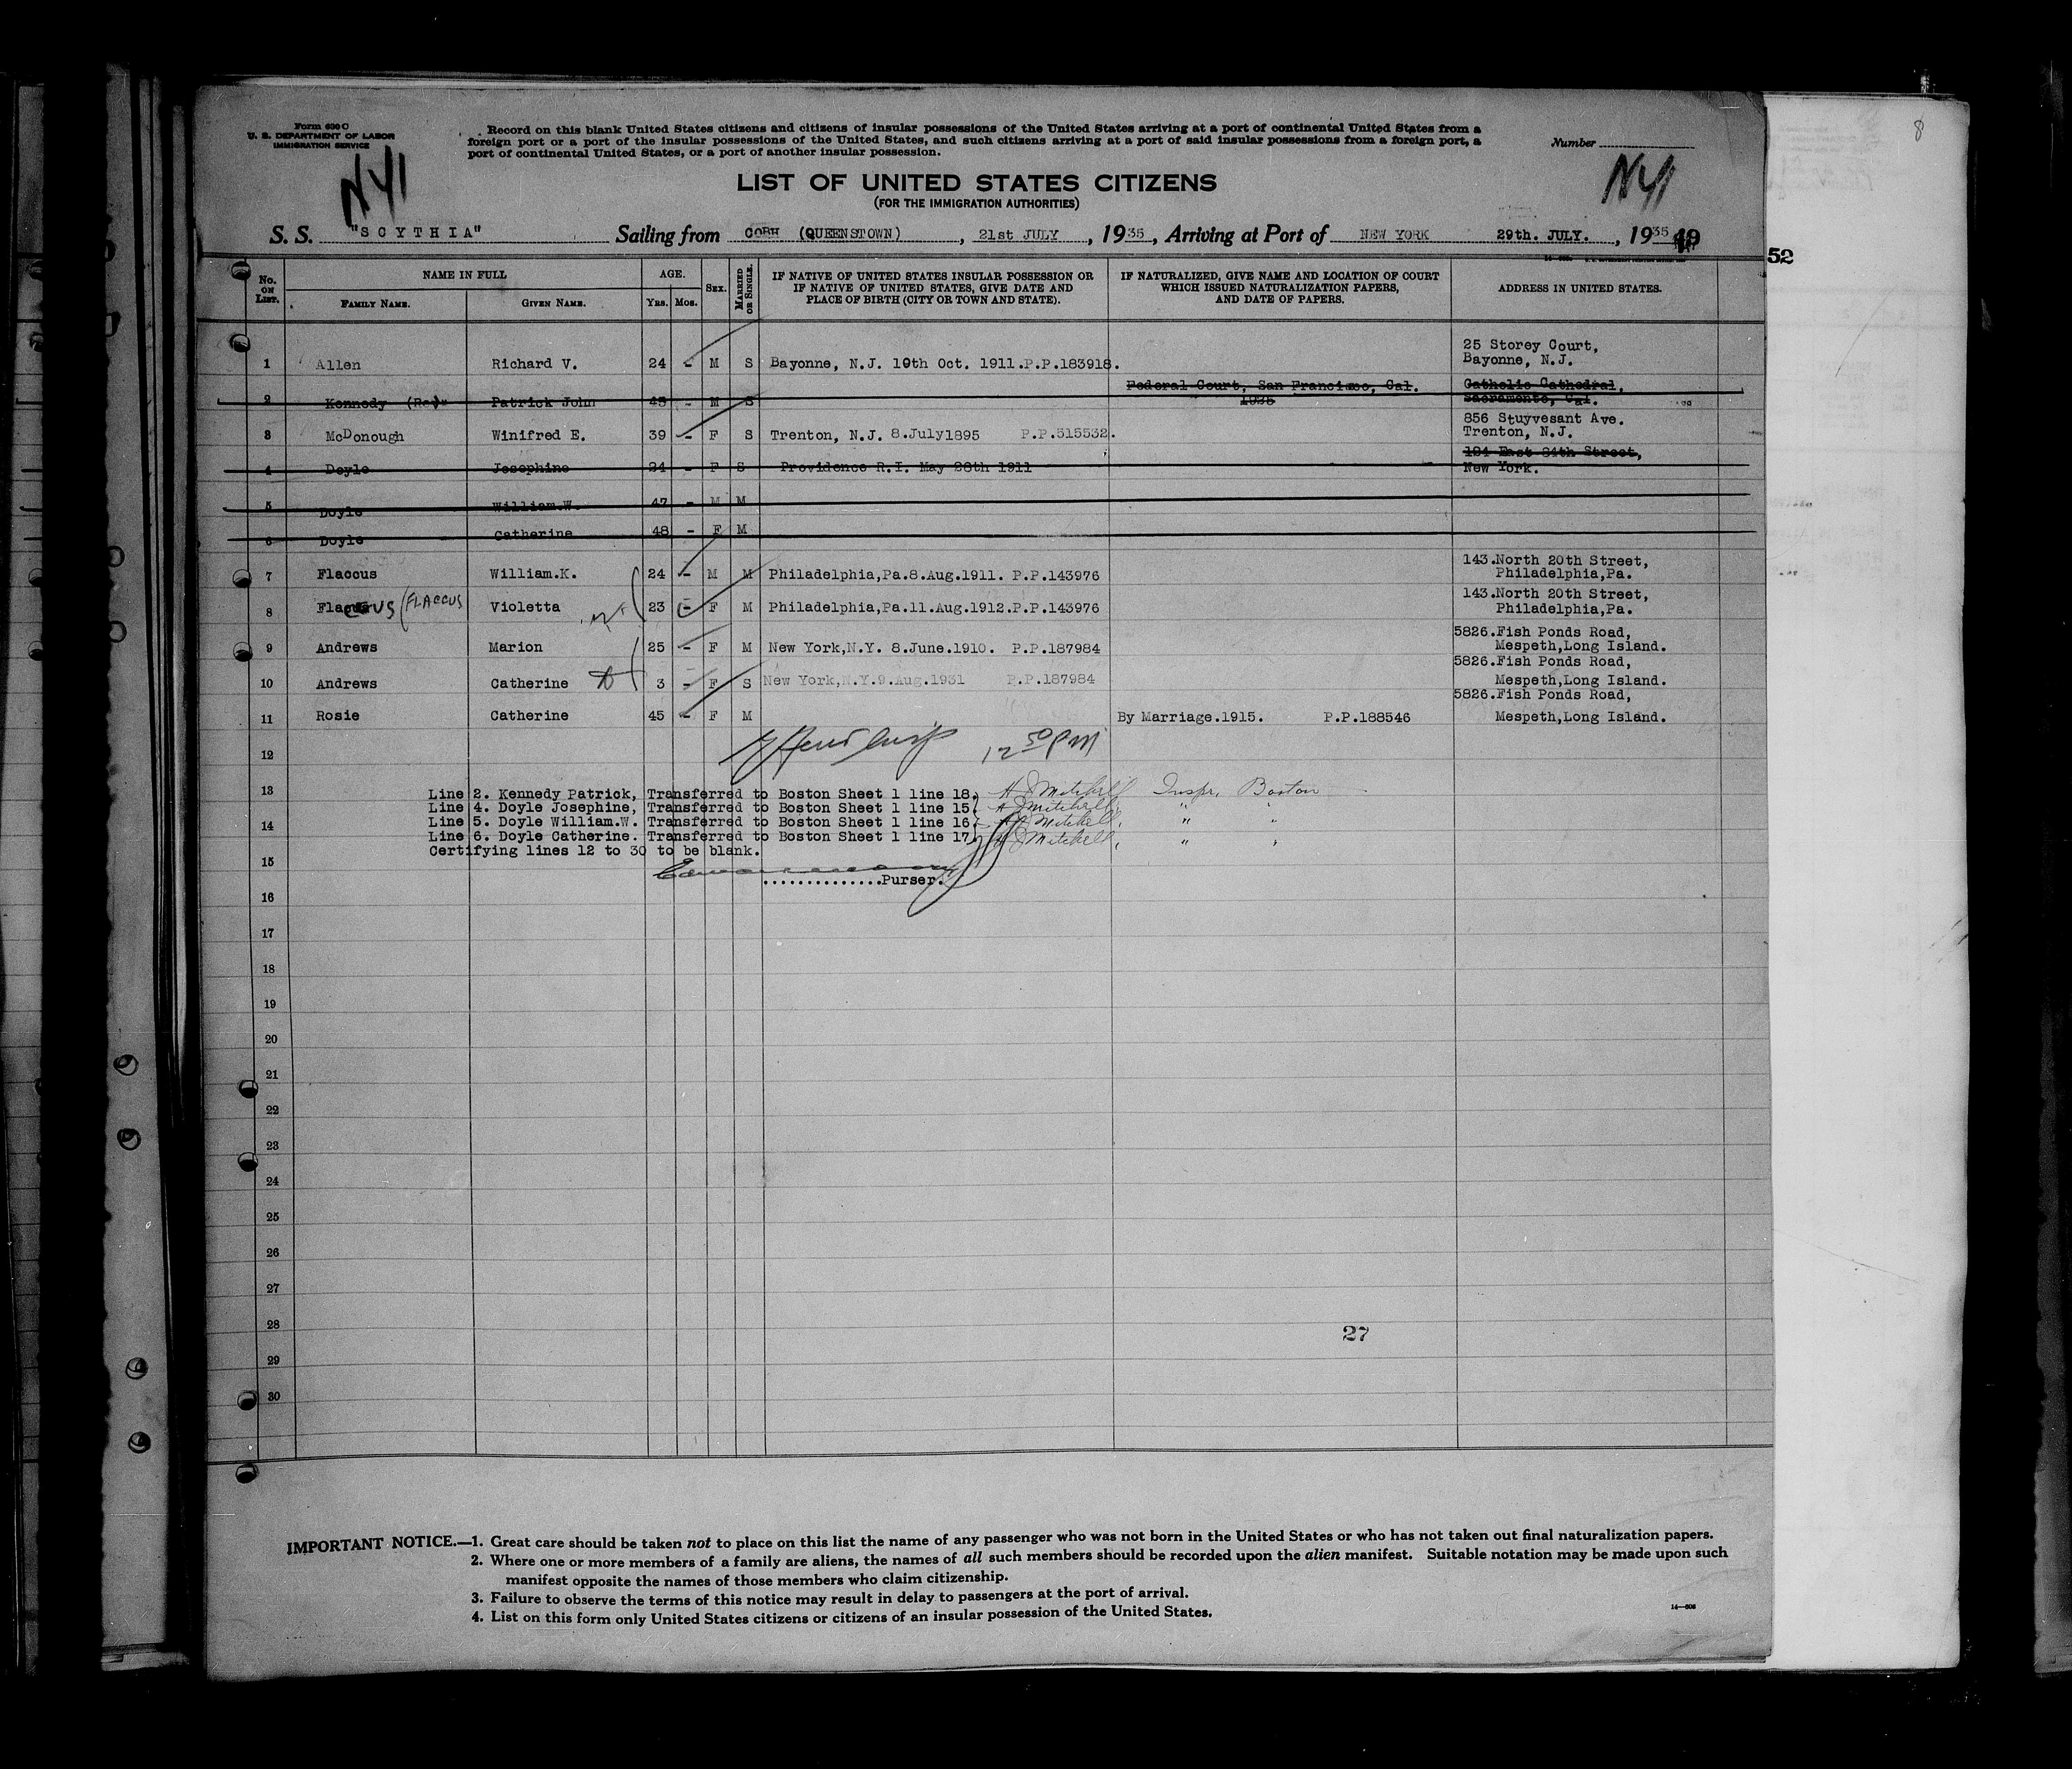 Form 630 C
U. S. DEPARTMENT OF LABOR
IMMIGRATION SERVICE
Record on this blank United States citizens and citizens of insular possessions of the United States arriving at a port of continental United States from a
foreign port or a port of the insular possessions of the United States, and such citizens arriving at a port of said insular possessions from a foreign port, a
port of continental United States, or a port of another insular possession.
Number
8
NY1
NY1
LIST OF UNITED STATES CITIZENS
(FOR THE IMMIGRATION AUTHORITIES)
S. S. "SCYTHIA" Sailing from COBH (QUEENSTOWN), 21st JULY, 1935, Arriving at Port of NEW YORK 29th. JULY., 1935
52
No. ON LIST. NAME IN FULL AGE. SEX. MARRIED OR SINGLE. IF NATIVE OF UNITED STATES INSULAR POSSESSION OR IF NATIVE OF UNITED STATES, GIVE DATE AND PLACE OF BIRTH (CITY OR TOWN AND STATE). IF NATURALIZED, GIVE NAME AND LOCATION OF COURT WHICH ISSUED NATURALIZATION PAPERS, AND DATE OF PAPERS. ADDRESS IN UNITED STATES.
FAMILY NAME. GIVEN NAME. YRS. MOS.
1 Allen Richard V. 24 - M S Bayonne, N.J. 10th Oct. 1911.P.P.183918. 25 Storey Court, Bayonne, N.J.
2 Kennedy (Rev) Patrick John 45 - M S Federal Court, San Francisco, Cal. Catholic Cathedral, Sacramento, Cal.
3 McDonough Winifred E. 39 - F S Trenton, N.J. 8.July1895 P.P.515532. 856 Stuyvesant Ave. Trenton, N.J.
4 Doyle Josephine 24 - F S Providence R.I. May 28th 1911 184 East 84th Street, New York.
5 Doyle William.W. 47 - M M
6 Doyle Catherine 48 - F M
7 Flaccus William.K. 24 - M M Philadelphia,Pa.8.Aug.1911. P.P.143976 143.North 20th Street, Philadelphia,Pa.
8 Flaccus (FLACCUS Violetta 23 - F M Philadelphia,Pa.11.Aug.1912.P.P.143976 143.North 20th Street, Philadelphia,Pa.
9 Andrews Marion 25 - F M New York,N.Y. 8.June.1910. P.P.187984 5826.Fish Ponds Road, Mespeth,Long Island.
10 Andrews Catherine 3 - F S New York,N.Y.9.Aug.1931 P.P.187984 5826.Fish Ponds Road, Mespeth,Long Island.
11 Rosie Catherine 45 - F M By Marriage.1915. P.P.188546 5826.Fish Ponds Road, Mespeth,Long Island.
12 12 50 PM
13
Line 2. Kennedy Patrick, Transferred to Boston Sheet 1 line 18. A J Mitchell Inspr, Boston
Line 4. Doyle Josephine, Transferred to Boston Sheet 1 line 15. A J Mitchell, " "
14
Line 5. Doyle William.W. Transferred to Boston Sheet 1 line 16. A J Mitchell, " "
Line 6. Doyle Catherine. Transferred to Boston Sheet 1 line 17. A J Mitchell, " "
Certifying lines 12 to 30 to be blank.
15
..............Purser.
16
17
18
19
20
21
22
23
24
25
26
27
28
27
29
30
IMPORTANT NOTICE.—1. Great care should be taken not to place on this list the name of any passenger who was not born in the United States or who has not taken out final naturalization papers.
2. Where one or more members of a family are aliens, the names of all such members should be recorded upon the alien manifest. Suitable notation may be made upon such
manifest opposite the names of those members who claim citizenship.
3. Failure to observe the terms of this notice may result in delay to passengers at the port of arrival.
4. List on this form only United States citizens or citizens of an insular possession of the United States.
14—606